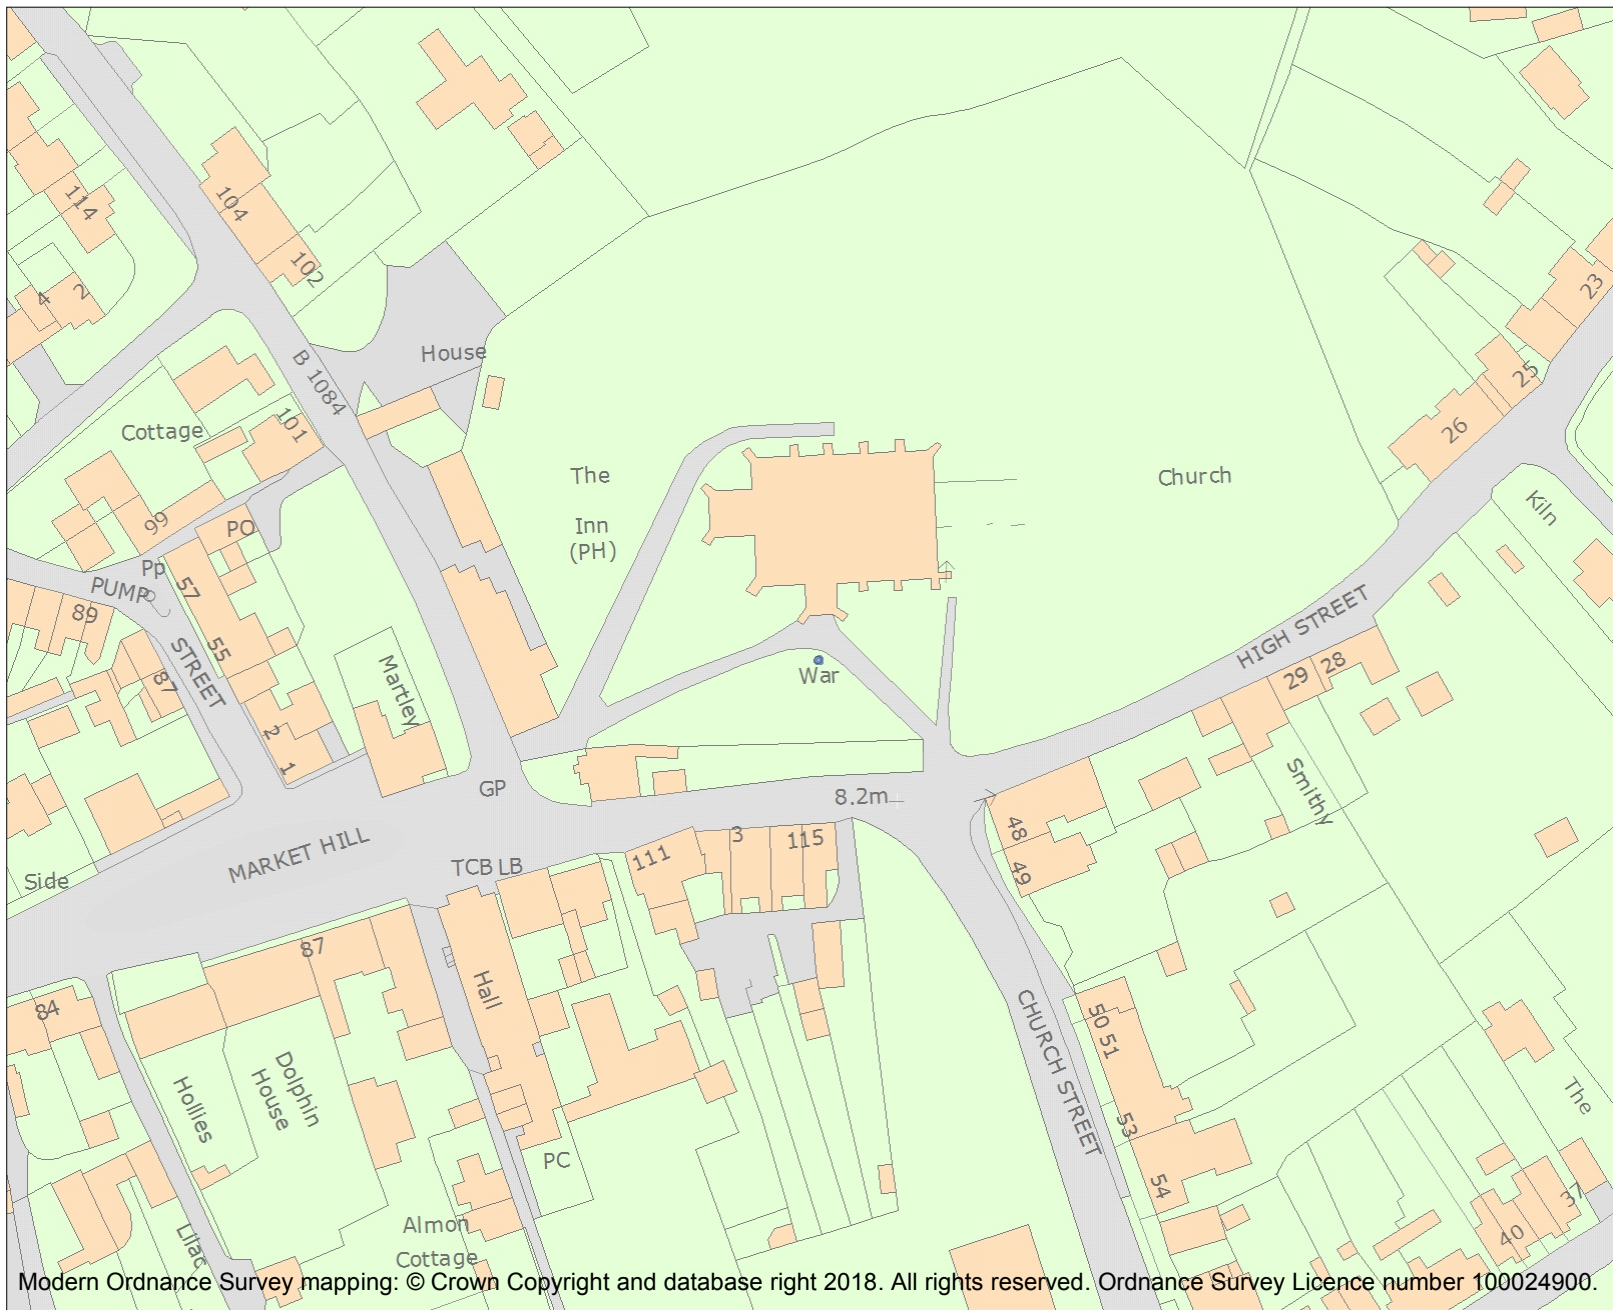 114
104
102
4
2
B 1084
House
Cottage
101
99
PO
The
Inn
(PH)
Church
23
25
26
Kiln
Pp
PUMP
STREET
89
57
55
87
Martley
2
1
War
HIGH STREET
29
28
Smithy
GP
8.2m
MARKET HILL
TCB LB
Side
111
3
115
48
49
87
84
Hall
Hollies
Dolphin
House
CHURCH STREET
50 51
53
54
PC
Almon
Cottage
Lilac
The
37
40
Modern Ordnance Survey mapping: © Crown Copyright and database right 2018. All rights reserved. Ordnance Survey Licence number 100024900.